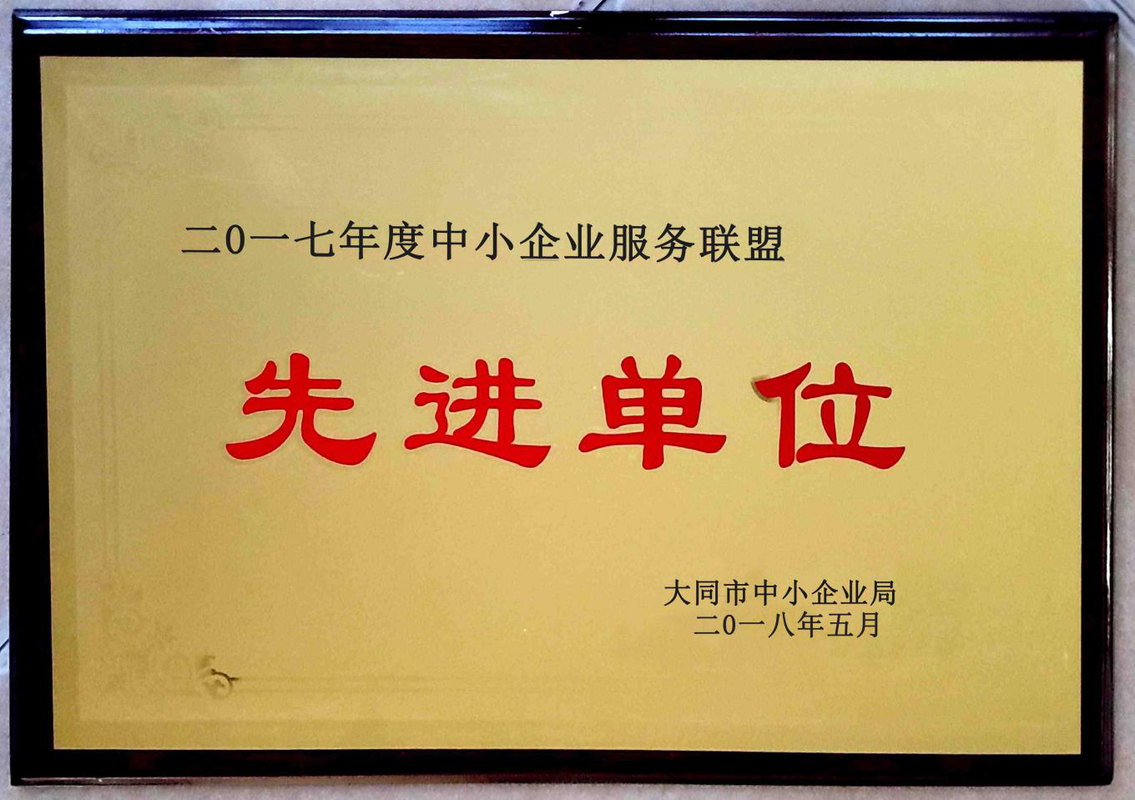 二0一七年度中小企业服务联盟
先进单位
大同市中小企业局
二0一八年五月